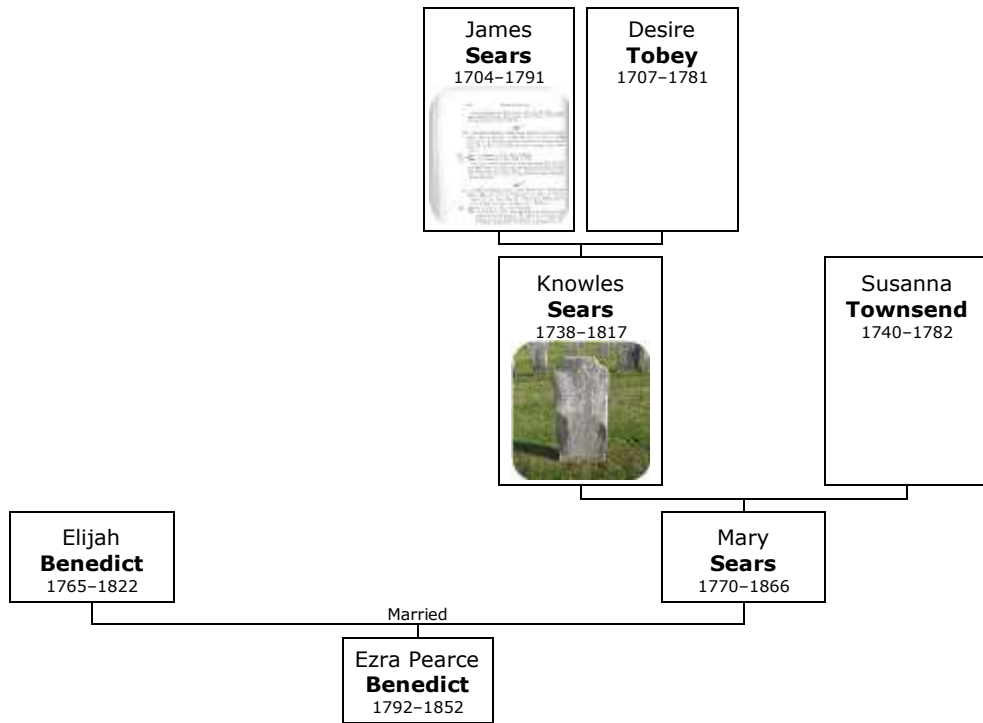 James
Sears
1704–1791
Desire
Tobey
1707–1781
Knowles
Sears
1738–1817
Susanna
Townsend
1740–1782
Elijah
Benedict
1765–1822
Mary
Sears
1770–1866
Married
Ezra Pearce
Benedict
1792–1852